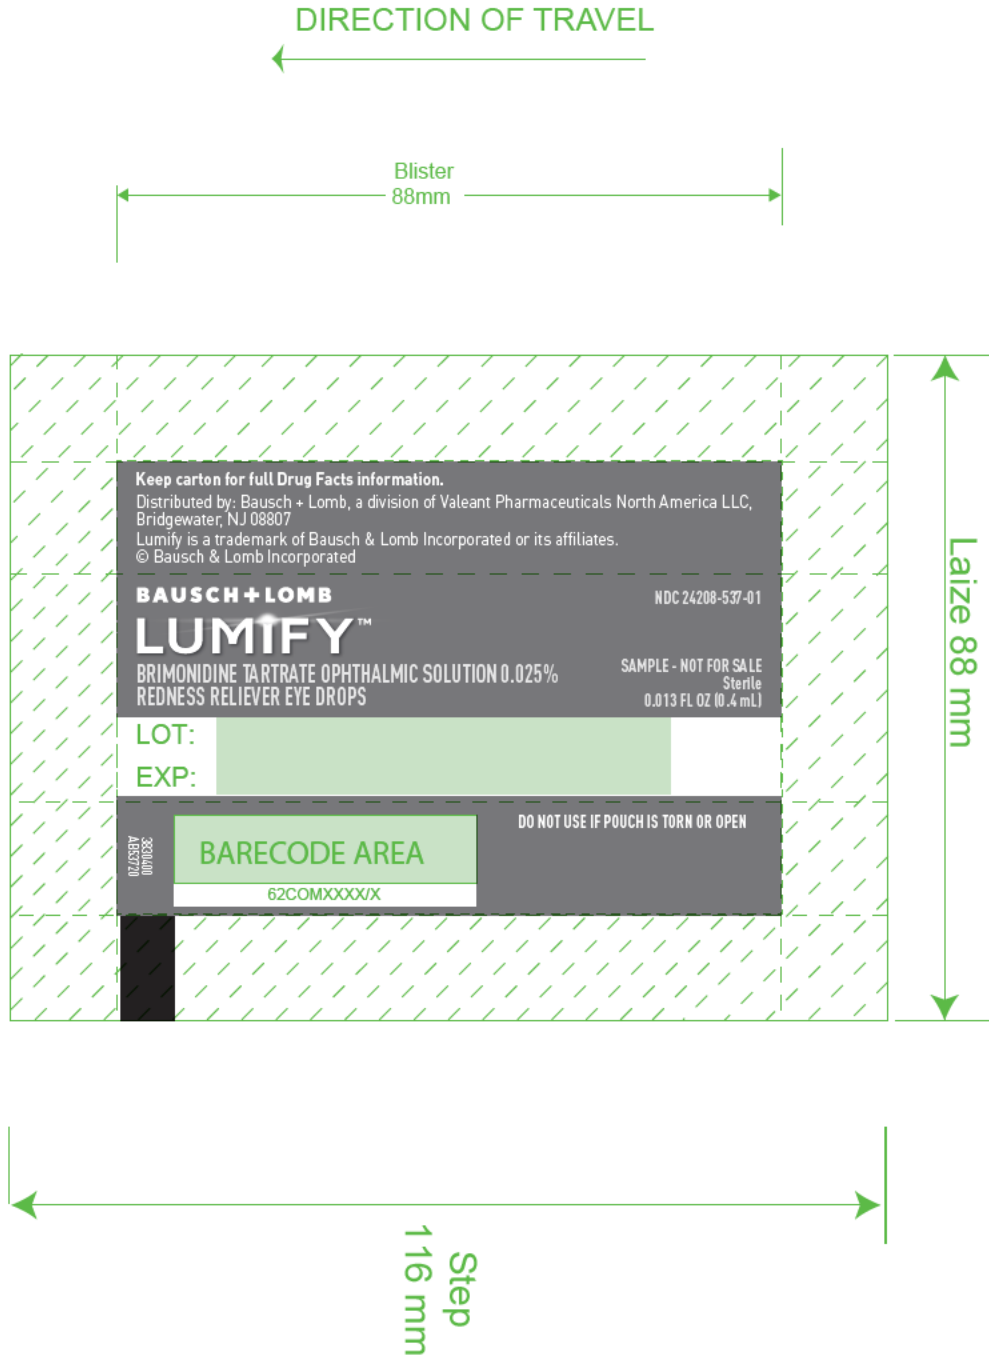 DIRECTION OF TRAVEL
Blister
88mm
Keep carton for full Drug Facts information.
Distributed by: Bausch + Lomb, a division of Valeant Pharmaceuticals North America LLC,
Bridgewater, NJ 08807
Lumify is a trademark of Bausch & Lomb Incorporated or its affiliates.
© Bausch & Lomb Incorporated
BAUSCH+LOMB
NDC 24208-537-01
LUMIFY™
BRIMONIDINE TARTRATE OPHTHALMIC SOLUTION 0.025%
REDNESS RELIEVER EYE DROPS
SAMPLE - NOT FOR SALE
Sterile
0.013 FL OZ (0.4 mL)
LOT:
EXP:
3830400
AB53720
BARECODE AREA
62COMXXXX/X
DO NOT USE IF POUCH IS TORN OR OPEN
Laize 88 mm
Step
116 mm